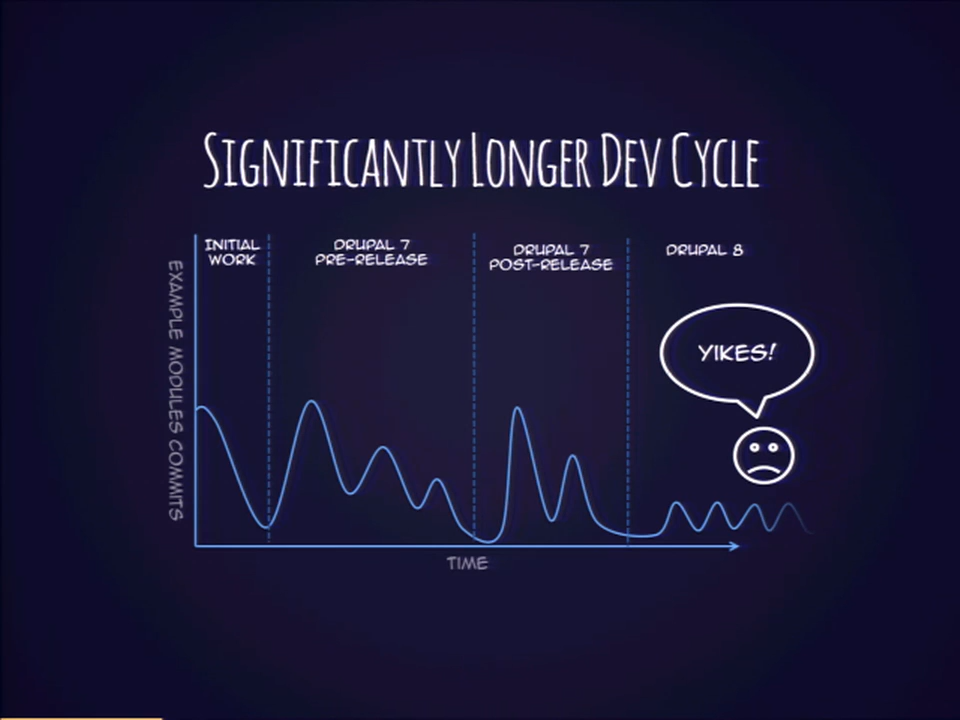 Significantly Longer Dev Cycle
INITIAL
WORK
DRUPAL 7
PRE-RELEASE
DRUPAL 7
POST-RELEASE
DRUPAL 8
EXAMPLE MODULES COMMITS
YIKES!
TIME